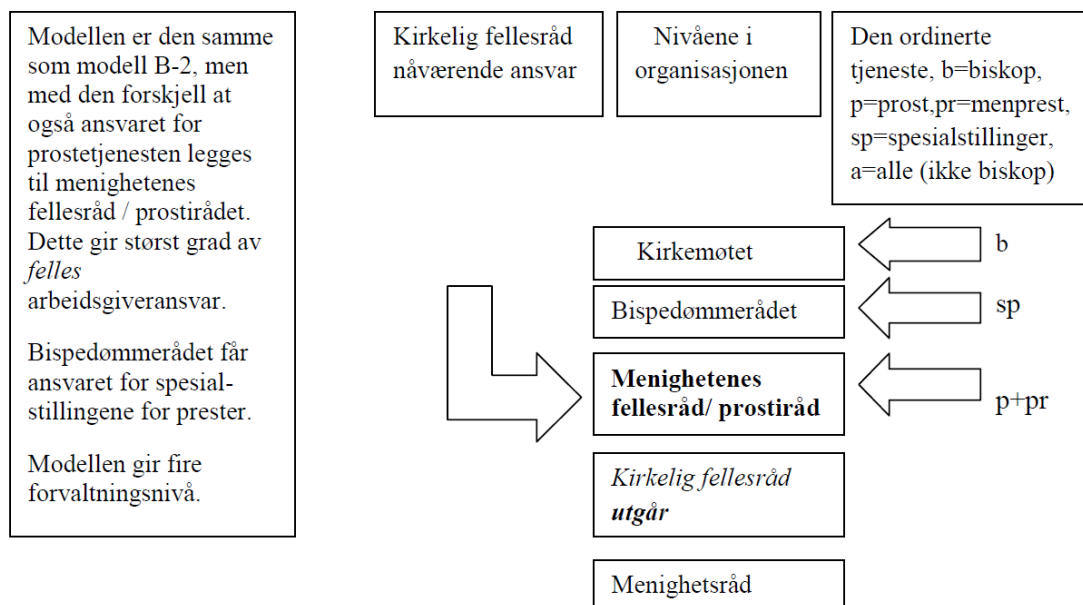 Modellen er den samme
som modell B-2, men
med den forskjell at
også ansvaret for
prostetjenesten legges
til menighetenes
fellesråd / prostirådet.
Dette gir størst grad av
felles
arbeidsgiveransvar.
Bispedømmerådet får
ansvaret for spesial-
stillingene for prester.
Modellen gir fire
forvaltningsnivå.
Kirkelig fellesråd
nåværende ansvar
Nivåene i
organisasjonen
Den ordinerte
tjeneste, b=biskop,
p=prost,pr=menprest,
sp=spesialstillinger,
a=alle (ikke biskop)
Kirkemøtet
b
Bispedømmerådet
sp
Menighetenes
fellesråd/ prostiråd
p+pr
Kirkelig fellesråd
utgår
Menighetsråd